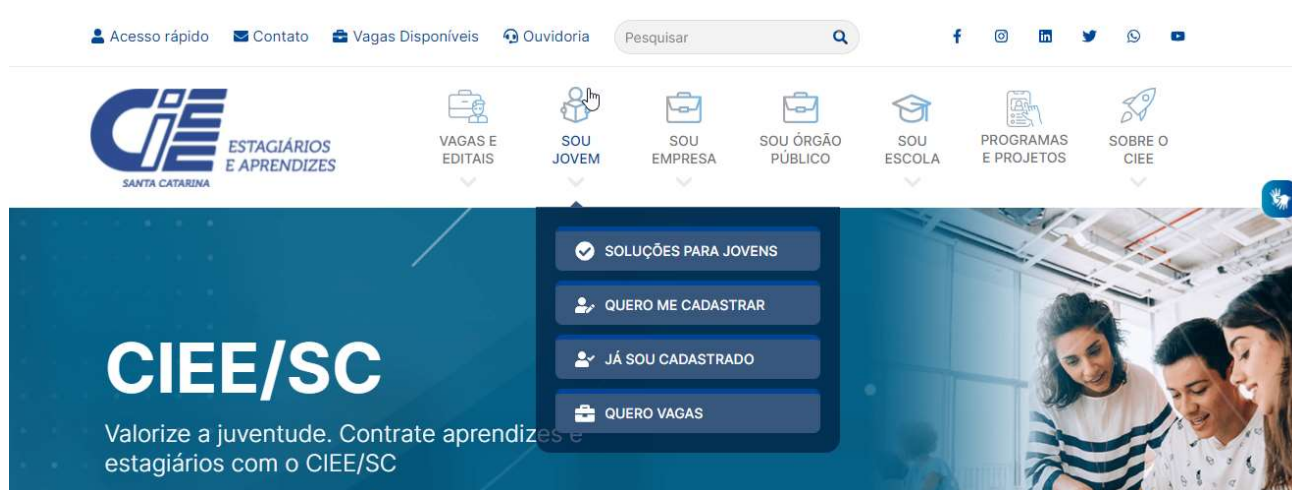 Acesso rápido Contato Vagas Disponíveis Ouvidoria Pesquisar
CIEE ESTAGIÁRIOS
E APRENDIZES
SANTA CATARINA
VAGAS E
EDITAIS
SOU
JOVEM
SOU
EMPRESA
SOU ÓRGÃO
PÚBLICO
SOU
ESCOLA
PROGRAMAS
E PROJETOS
SOBRE O
CIEE
SOLUÇÕES PARA JOVENS
QUERO ME CADASTRAR
JÁ SOU CADASTRADO
QUERO VAGAS
CIEE/SC
Valorize a juventude. Contrate aprendizes e
estagiários com o CIEE/SC